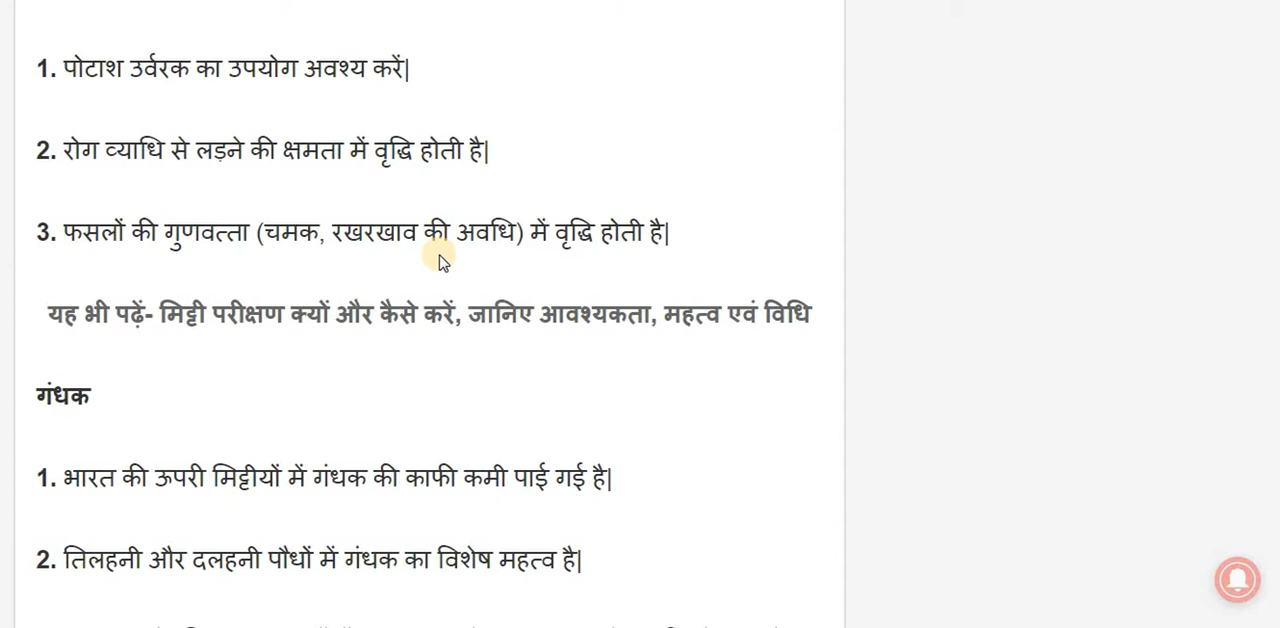 1. पोटाश उर्वरक का उपयोग अवश्य करें|
2. रोग व्याधि से लड़ने की क्षमता में वृद्धि होती है|
3. फसलों की गुणवत्ता (चमक, रखरखाव की अवधि) में वृद्धि होती है|
यह भी पढ़ें- मिट्टी परीक्षण क्यों और कैसे करें, जानिए आवश्यकता, महत्व एवं विधि
गंधक
1. भारत की ऊपरी मिट्टीयों में गंधक की काफी कमी पाई गई है|
2. तिलहनी और दलहनी पौधों में गंधक का विशेष महत्व है|